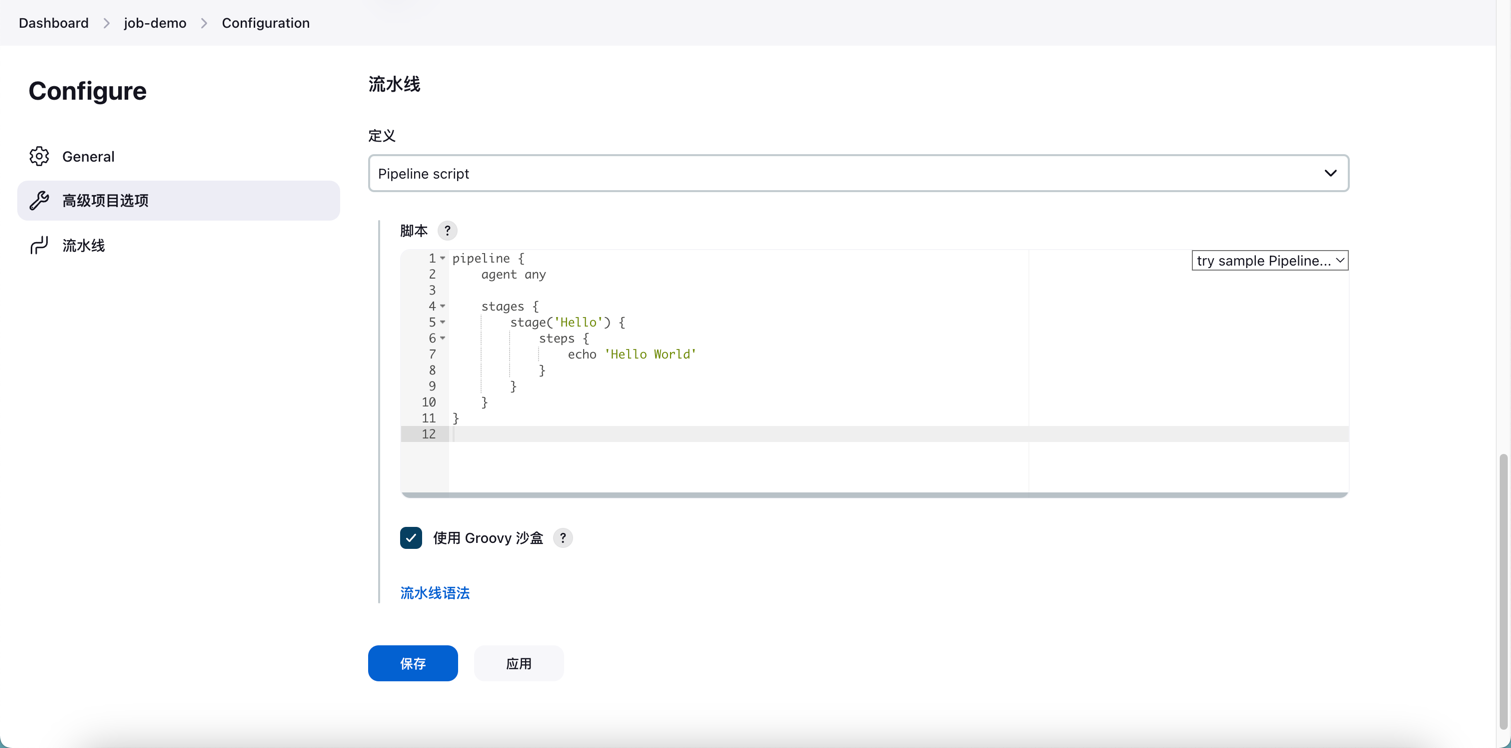 Dashboard > job-demo > Configuration
Configure
General
高级项目选项
流水线
流水线
定义
Pipeline script
脚本 ?
try sample Pipeline...
1 pipeline {
2     agent any
3
4     stages {
5         stage('Hello') {
6             steps {
7                 echo 'Hello World'
8             }
9         }
10     }
11 }
12
使用 Groovy 沙盒 ?
流水线语法
保存 应用